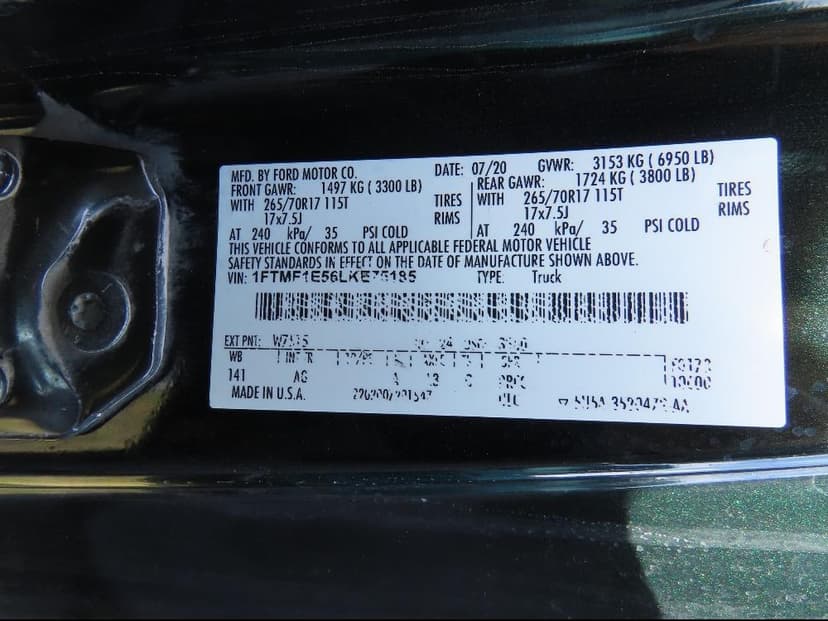 MFD. BY FORD MOTOR CO. DATE: 07/20 GVWR: 3153 KG ( 6950 LB)
FRONT GAWR: 1497 KG ( 3300 LB) REAR GAWR: 1724 KG ( 3800 LB)
WITH 265/70R17 115T TIRES WITH 265/70R17 115T TIRES
17x7.5J RIMS 17x7.5J RIMS
AT 240 kPa/ 35 PSI COLD AT 240 kPa/ 35 PSI COLD
THIS VEHICLE CONFORMS TO ALL APPLICABLE FEDERAL MOTOR VEHICLE
SAFETY STANDARDS IN EFFECT ON THE DATE OF MANUFACTURE SHOWN ABOVE.
VIN: TYPE: Truck
EXT PNT:
WB
141
MADE IN U.S.A.